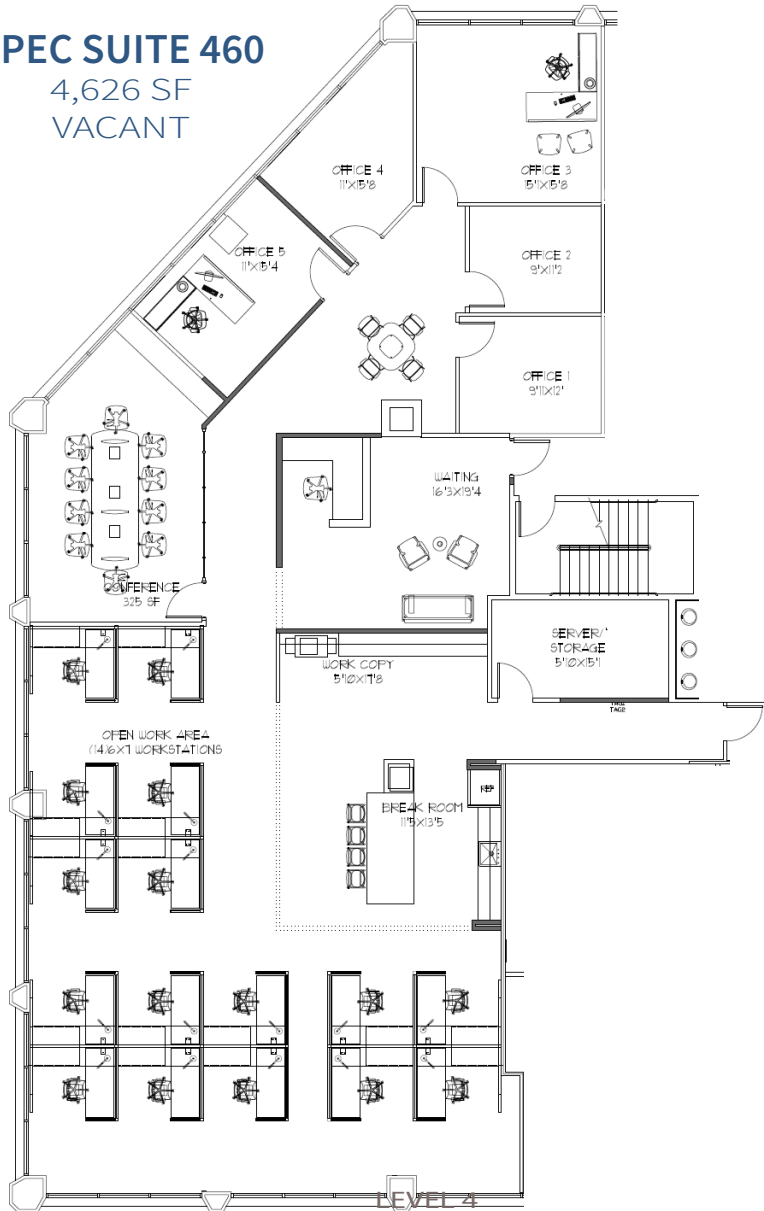 PEC SUITE 460
4,626 SF
VACANT
OFFICE 4
11'X15'8
OFFICE 3
15'1X15'8
OFFICE 5
11'X15'4
OFFICE 2
9'X11'2
OFFICE 1
9'11X12'
WAITING
16'3X19'4
CONFERENCE
325 SF
SERVER/'
STORAGE
5'10X15'1
WORK COPY
5'10X17'8
TAG2
OPEN WORK AREA
(14)6X7 WORKSTATIONS
REF
BREAK ROOM
11'5X13'5
LEVEL 4